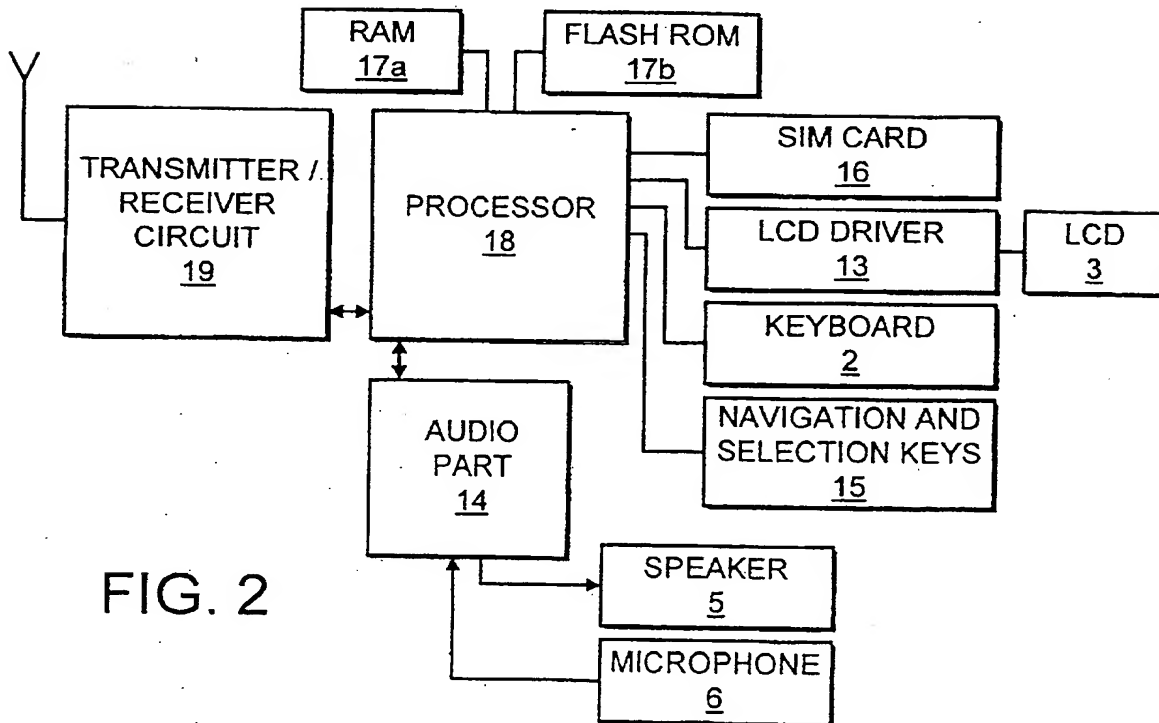 RAM
17a
FLASH ROM
17b
TRANSMITTER /
RECEIVER
CIRCUIT
19
PROCESSOR
18
SIM CARD
16
LCD DRIVER
13
LCD
3
KEYBOARD
2
NAVIGATION AND
SELECTION KEYS
15
AUDIO
PART
14
SPEAKER
5
MICROPHONE
6
FIG. 2